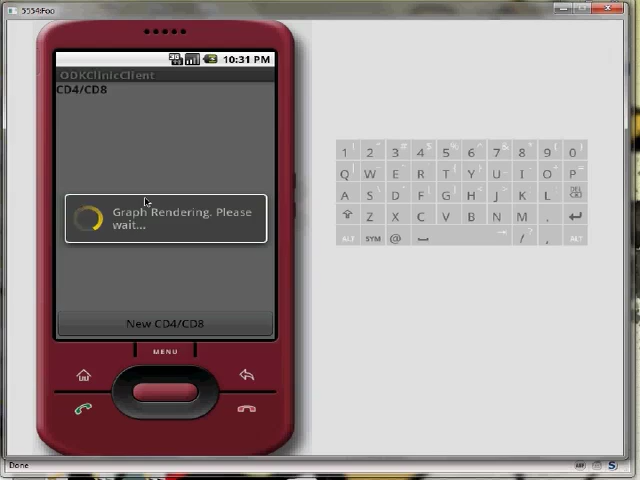 5554:Foo
3G 10:31 PM
ODKClinicClient
CD4/CD8
Graph Rendering. Please
wait...
New CD4/CD8
MENU
1 2 3 4 5 6 7 8 9 0
Q W E R T Y U I O P
A S D F G H J K L DEL
Z X C V B N M .
ALT SYM @ / , ALT
Done